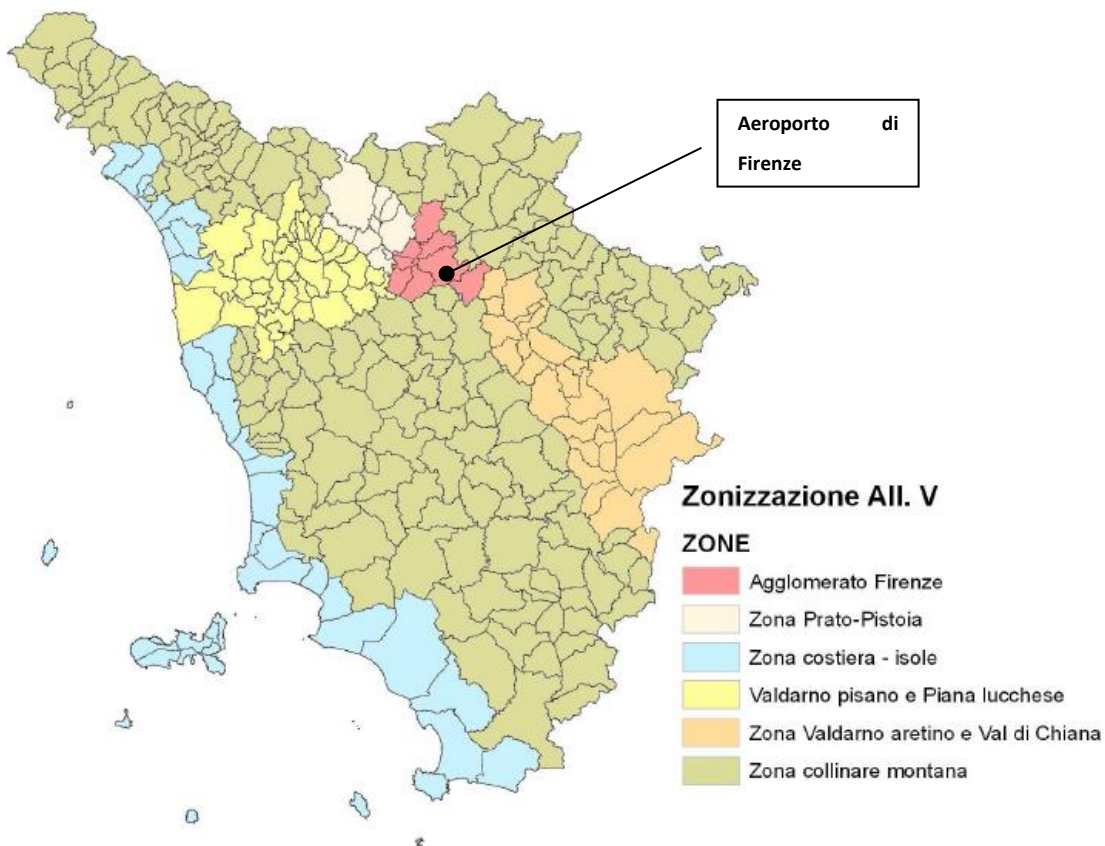 Aeroporto di
Firenze
Zonizzazione All. V
ZONE
Agglomerato Firenze
Zona Prato-Pistoia
Zona costiera - isole
Valdarno pisano e Piana lucchese
Zona Valdarno aretino e Val di Chiana
Zona collinare montana